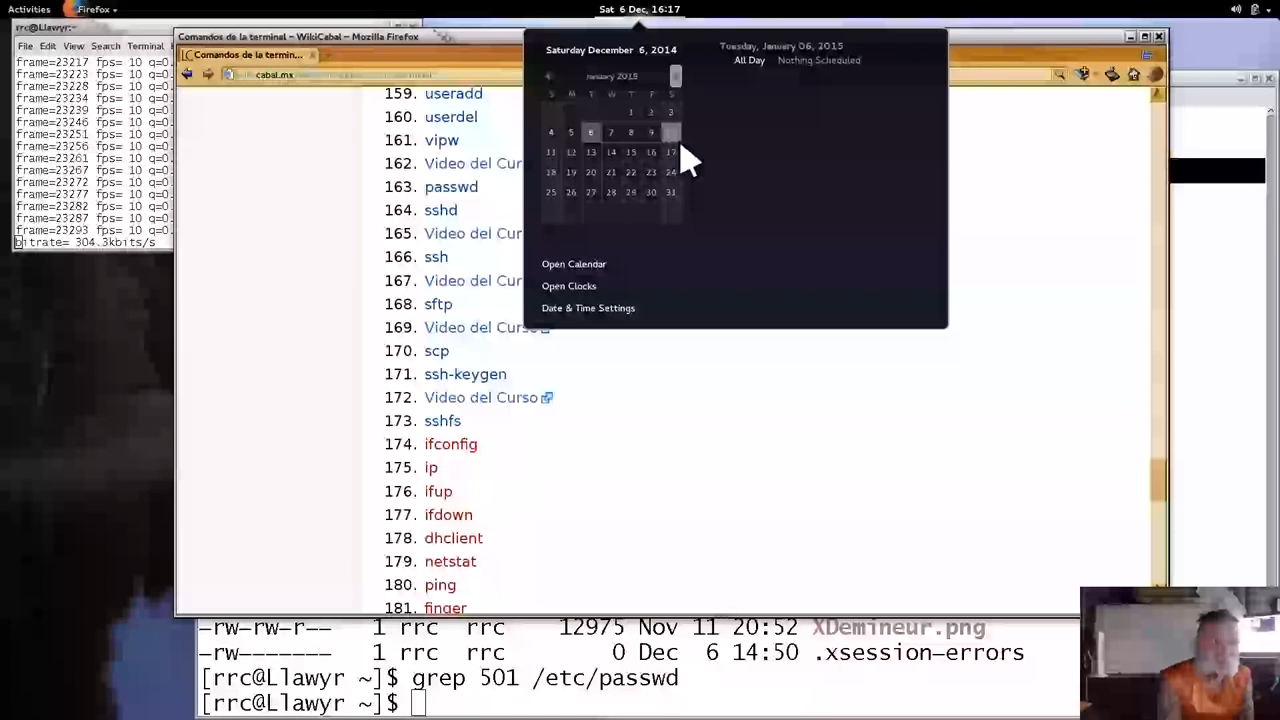 Activities Firefox
Sat 6 Dec, 16:17
rrc@Llawyr:~
File Edit View Search Terminal
frame=23217 fps= 10 q=0.
frame=23228 fps= 10 q=0.
frame=23234 fps= 10 q=0.
frame=23239 fps= 10 q=0.
frame=23246 fps= 10 q=0.
frame=23251 fps= 10 q=0.
frame=23256 fps= 10 q=0.
frame=23261 fps= 10 q=0.
frame=23267 fps= 10 q=0.
frame=23272 fps= 10 q=0.
frame=23277 fps= 10 q=0.
frame=23282 fps= 10 q=0.
frame=23287 fps= 10 q=0.
frame=23293 fps= 10 q=0.
bitrate= 304.3kbits/s
Comandos de la terminal – WikiCabal – Mozilla Firefox
Comandos de la termin...
cabal.mx
159. useradd
160. userdel
161. vipw
162. Video del Cur
163. passwd
164. sshd
165. Video del Cur
166. ssh
167. Video del Cur
168. sftp
169. Video del Curso
170. scp
171. ssh-keygen
172. Video del Curso
173. sshfs
174. ifconfig
175. ip
176. ifup
177. ifdown
178. dhclient
179. netstat
180. ping
181. finger
Saturday December 6, 2014
January 2015
S M T W T F S
1 2 3
4 5 6 7 8 9
11 12 13 14 15 16 17
18 19 20 21 22 23 24
25 26 27 28 29 30 31
Open Calendar
Open Clocks
Date & Time Settings
Tuesday, January 06, 2015
All Day Nothing Scheduled
-rw-rw-r-- 1 rrc rrc 12975 Nov 11 20:52 XDemineur.png
-rw------- 1 rrc rrc 0 Dec 6 14:50 .xsession-errors
[rrc@Llawyr ~]$ grep 501 /etc/passwd
[rrc@Llawyr ~]$